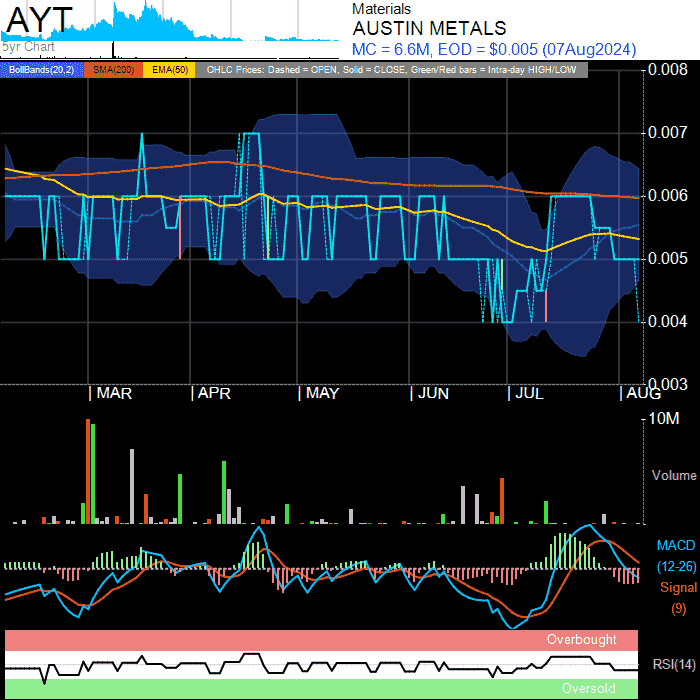 AYT
5yr Chart
Materials
AUSTIN METALS
MC = 6.6M, EOD = $0.005 (07Aug2024)
BollBands(20,2) SMA(200) EMA(50) OHLC Prices: Dashed = OPEN, Solid = CLOSE, Green/Red bars = Intra-day HIGH/LOW
0.008
0.007
0.006
0.005
0.004
0.003
MAR APR MAY JUN JUL AUG
10M
Volume
MACD
(12-26)
Signal
(9)
Overbought
RSI(14)
Oversold